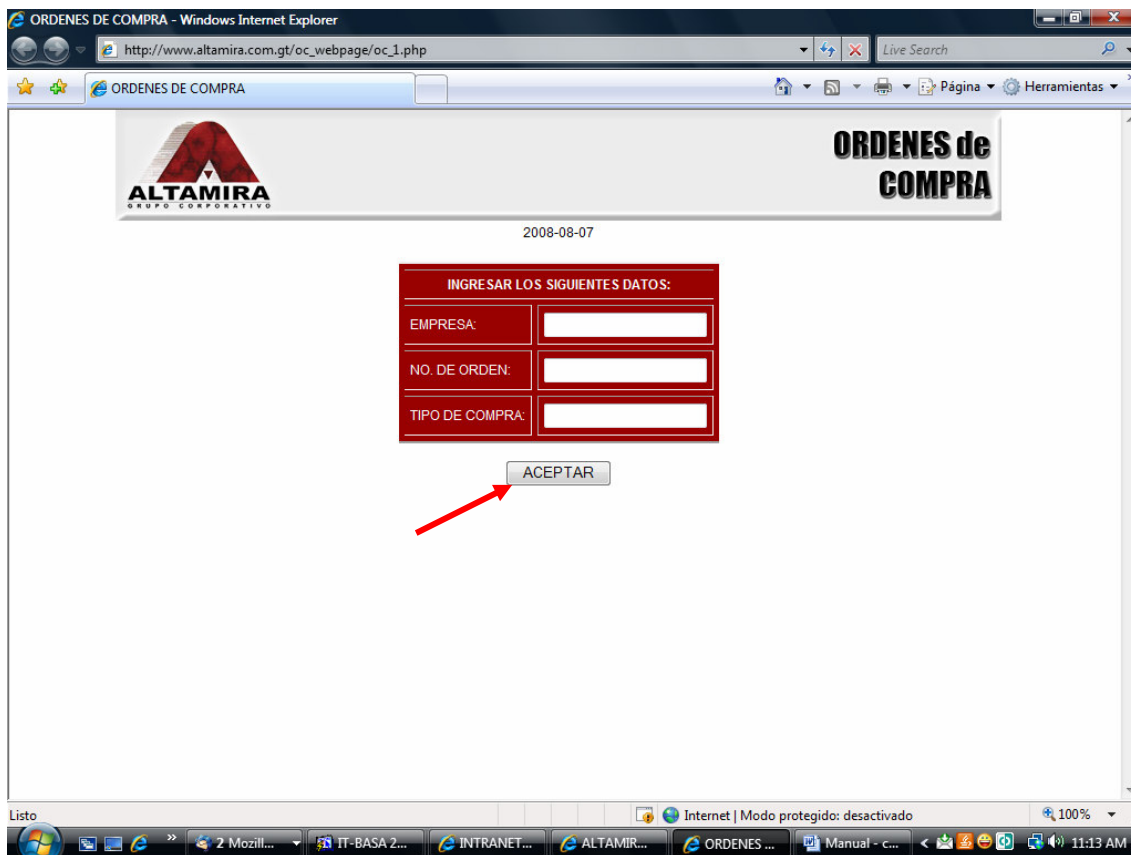 ORDENES DE COMPRA - Windows Internet Explorer
http://www.altamira.com.gt/oc_webpage/oc_1.php
Live Search
ORDENES DE COMPRA
Página
Herramientas
ALTAMIRA
GRUPO CORPORATIVO
ORDENES de
COMPRA
2008-08-07
INGRESAR LOS SIGUIENTES DATOS:
EMPRESA:
NO. DE ORDEN:
TIPO DE COMPRA:
ACEPTAR
Listo
Internet | Modo protegido: desactivado
100%
2 Mozill...
IT-BASA 2...
INTRANET...
ALTAMIR...
ORDENES ...
Manual - c...
11:13 AM